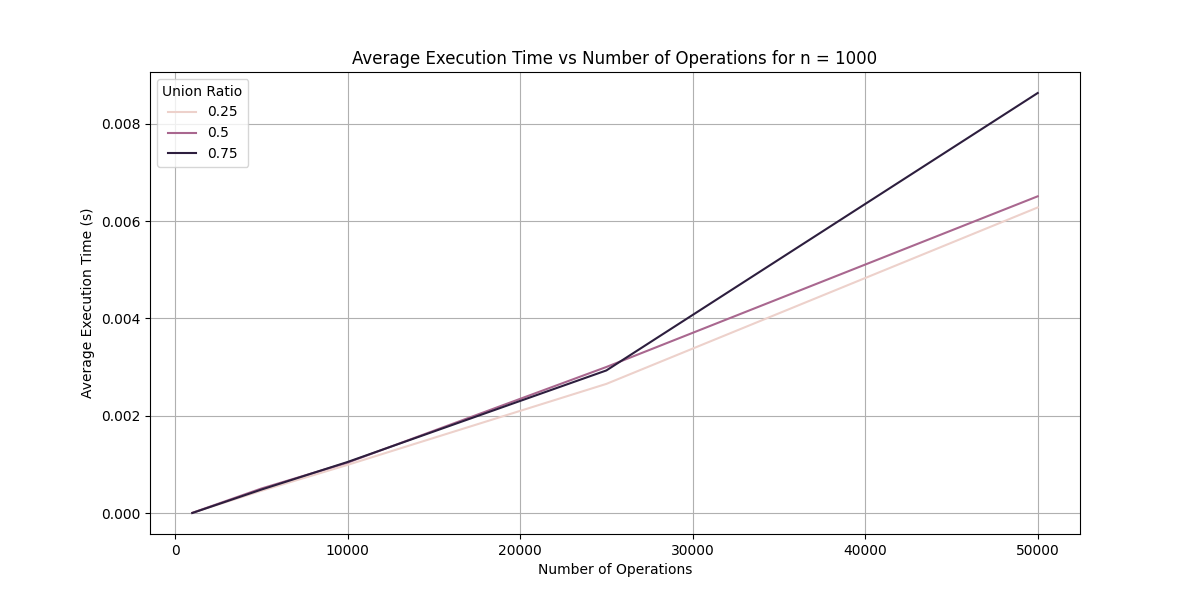 Average Execution Time vs Number of Operations for n = 1000
Union Ratio
0.25
0.5
0.75
Average Execution Time (s)
0.008
0.006
0.004
0.002
0.000
0 10000 20000 30000 40000 50000
Number of Operations